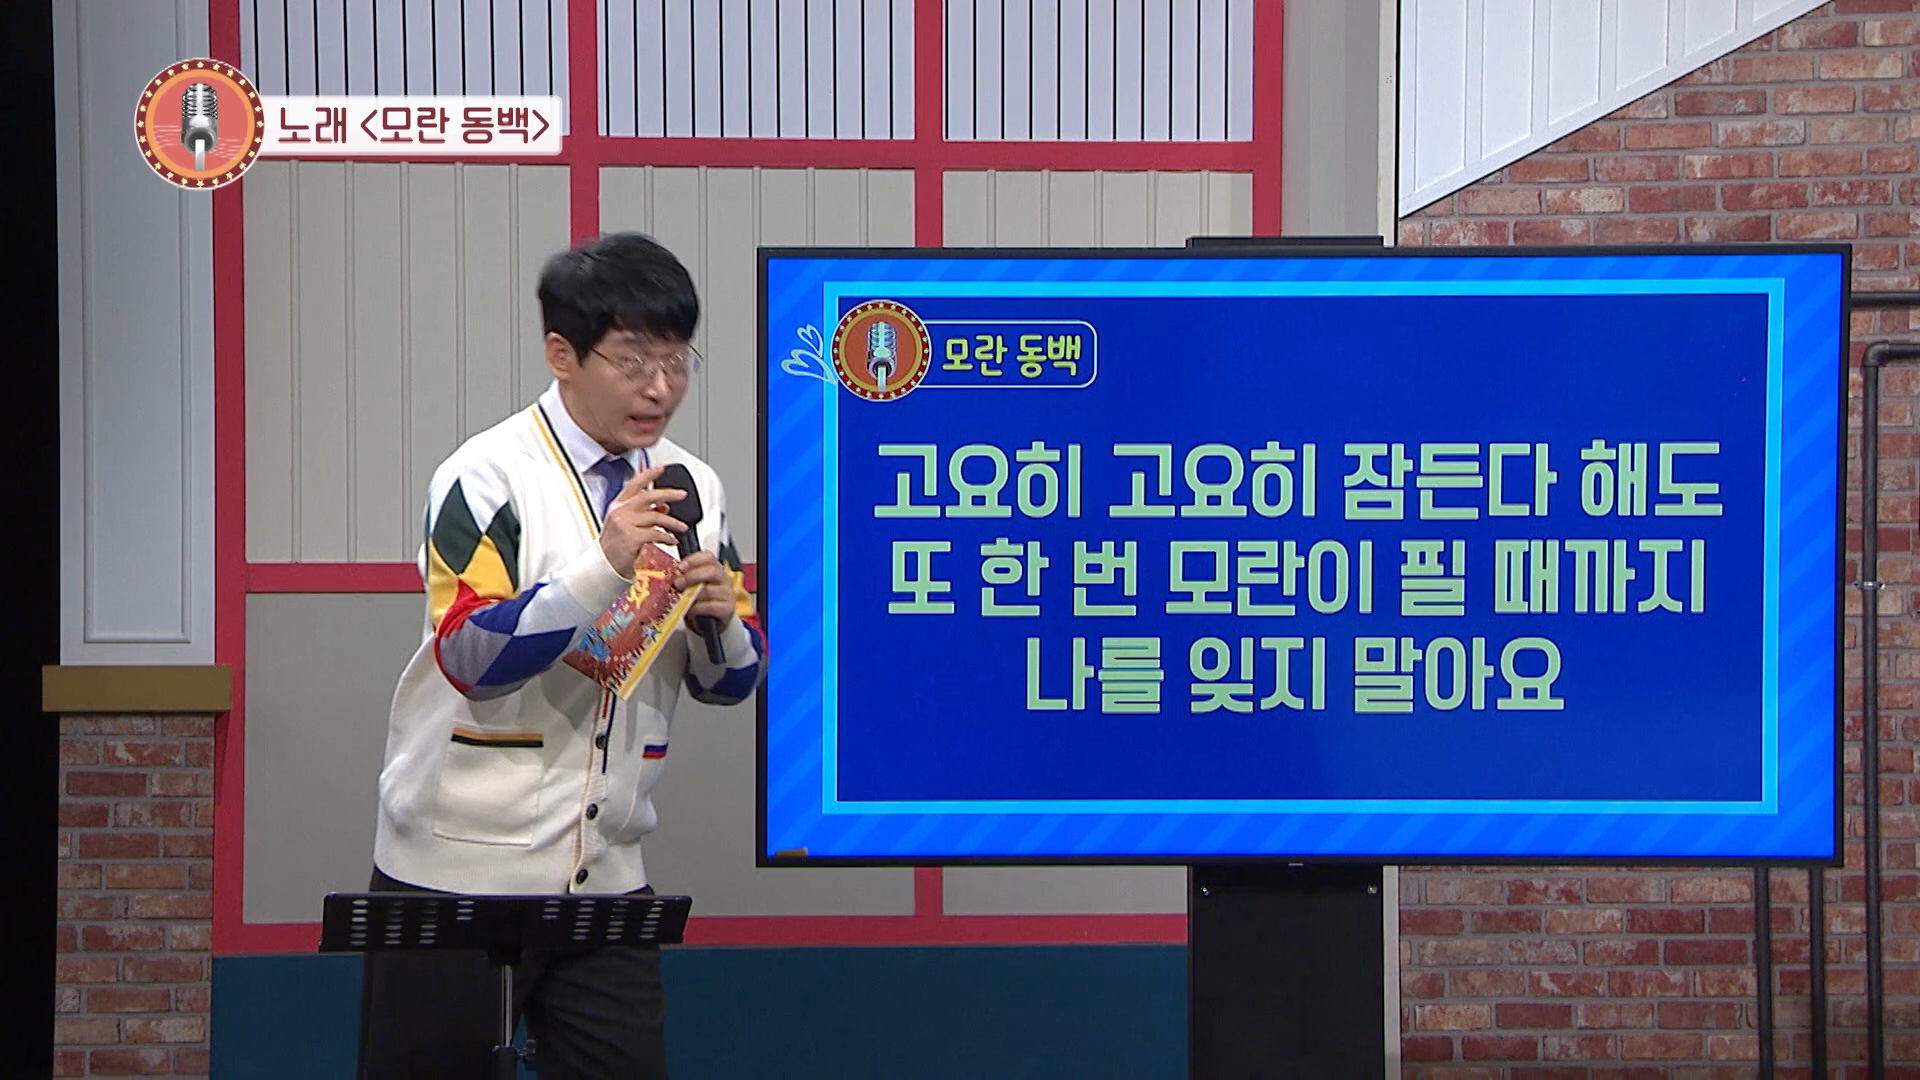 노래 <모란 동백>
모란 동백
고요히 고요히 잠든다 해도
또 한 번 모란이 필 때까지
나를 잊지 말아요